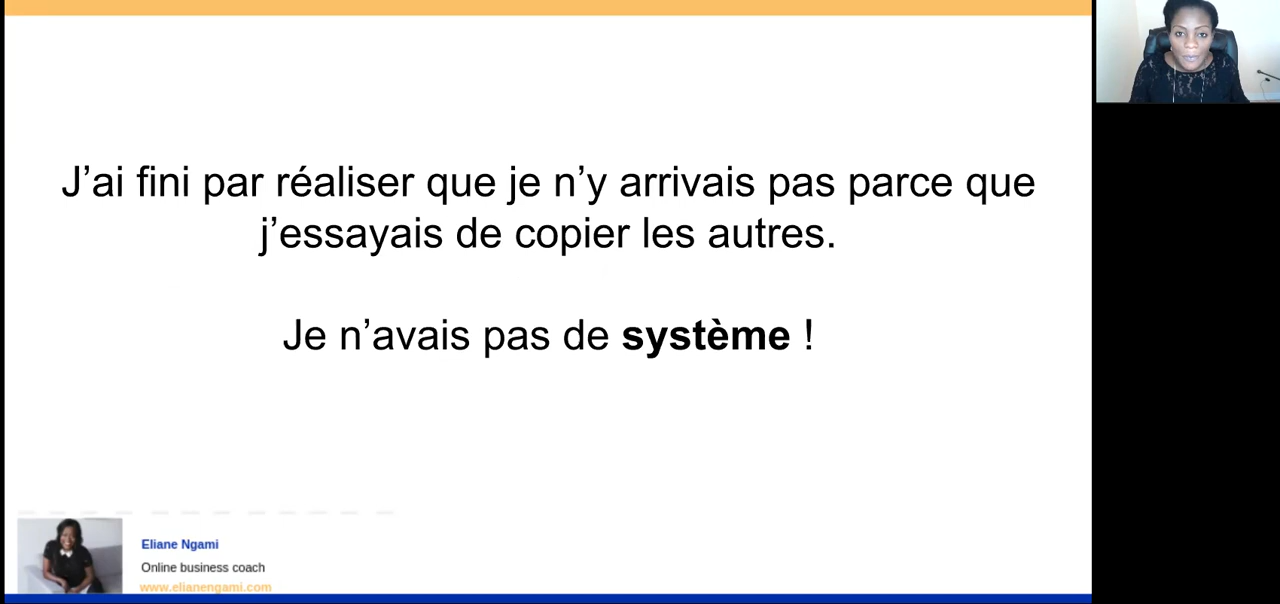 J’ai fini par réaliser que je n’y arrivais pas parce que
j’essayais de copier les autres.
Je n’avais pas de système !
Eliane Ngami
Online business coach
www.elianengami.com